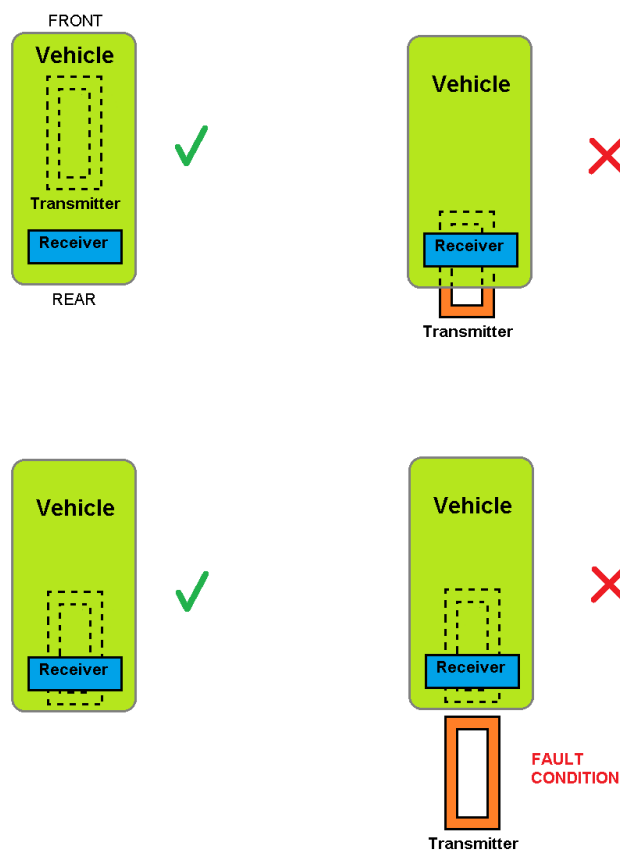 FRONT
Vehicle
Transmitter
Receiver
REAR
Vehicle
Receiver
Transmitter
Vehicle
Receiver
Vehicle
Receiver
FAULT
CONDITION
Transmitter